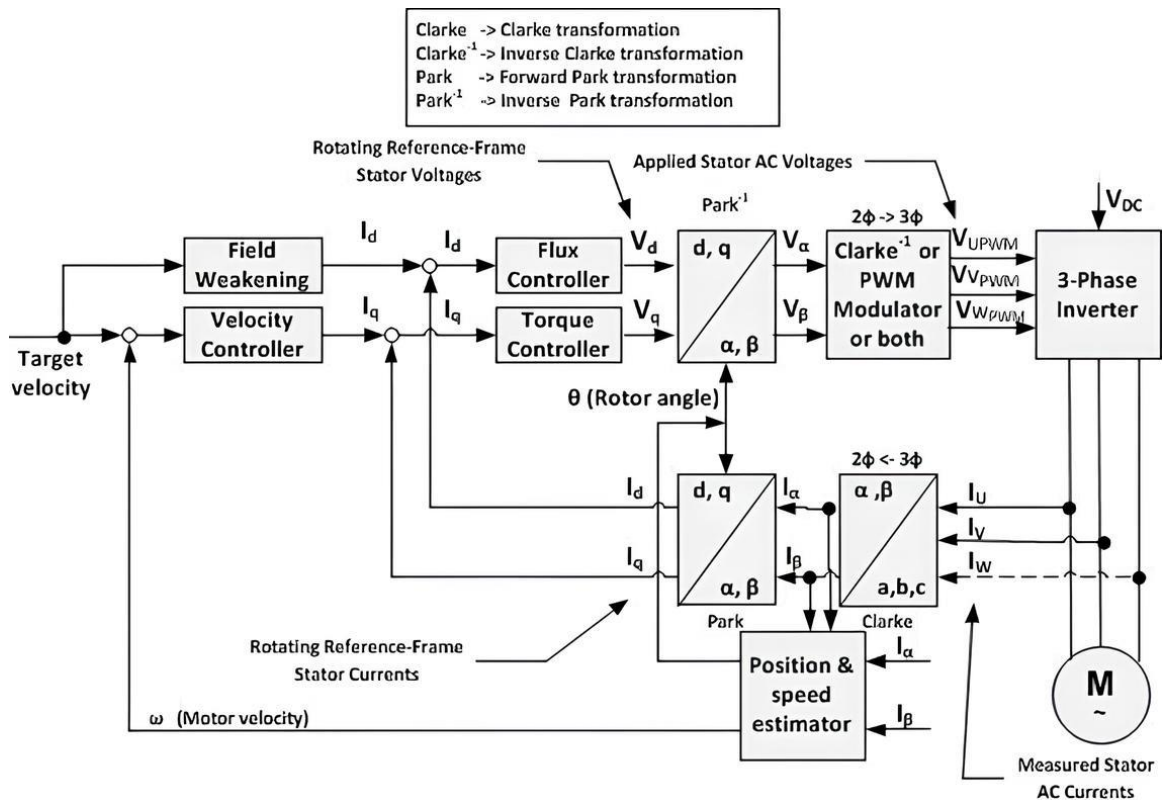 Clarke -> Clarke transformation
Clarke⁻¹ -> Inverse Clarke transformation
Park -> Forward Park transformation
Park⁻¹ -> Inverse Park transformation
Rotating Reference-Frame
Stator Voltages
Applied Stator AC Voltages
Park⁻¹
2ϕ -> 3ϕ
V_DC
I_d
I_d
V_d
V_α
V_UPWM
Field
Weakening
Flux
Controller
d, q
α, β
Clarke⁻¹ or
PWM
Modulator
or both
V_VPWM
V_WPWM
3-Phase
Inverter
I_q
I_q
V_q
V_β
Velocity
Controller
Torque
Controller
Target
velocity
θ (Rotor angle)
2ϕ <- 3ϕ
I_d
d, q
I_α
α ,β
I_U
I_V
I_q
α, β
I_β
a,b,c
I_W
Park
Clarke
Rotating Reference-Frame
Stator Currents
Position &
speed
estimator
I_α
I_β
ω (Motor velocity)
M
~
Measured Stator
AC Currents